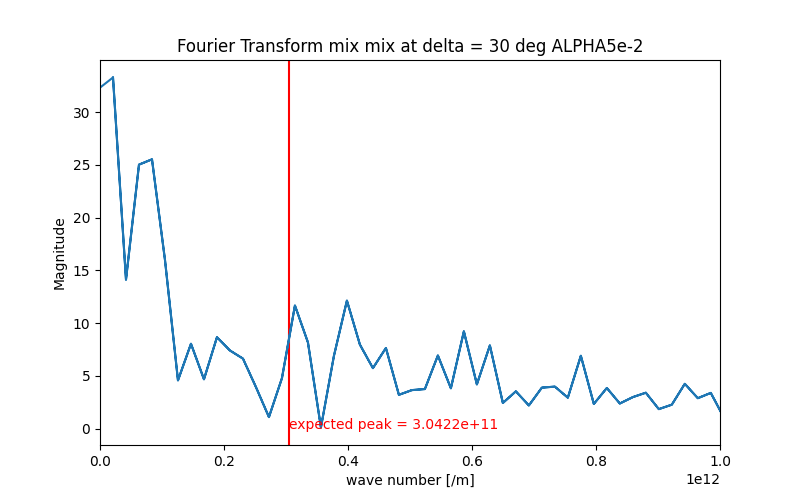 Fourier Transform mix mix at delta = 30 deg ALPHA5e-2
Magnitude
30
25
20
15
10
5
0
expected peak = 3.0422e+11
0.0 0.2 0.4 0.6 0.8 1.0
1e12
wave number [/m]